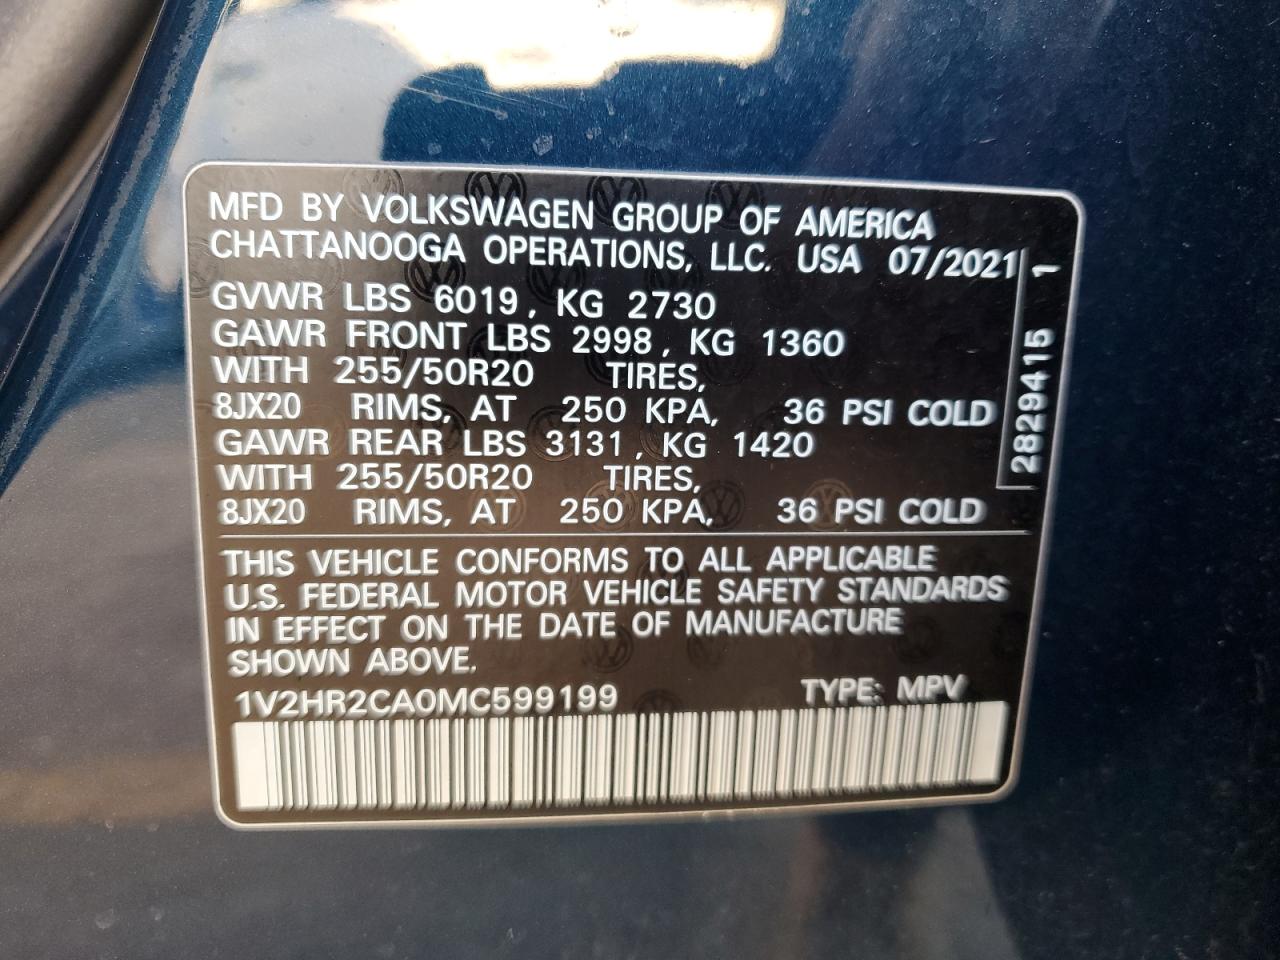 MFD BY VOLKSWAGEN GROUP OF AMERICA
CHATTANOOGA OPERATIONS, LLC. USA 07/2021
GVWR LBS 6019, KG 2730
GAWR FRONT LBS 2998, KG 1360
WITH 255/50R20 TIRES,
8JX20 RIMS, AT 250 KPA, 36 PSI COLD
GAWR REAR LBS 3131, KG 1420
WITH 255/50R20 TIRES,
8JX20 RIMS, AT 250 KPA, 36 PSI COLD
2829415 1
THIS VEHICLE CONFORMS TO ALL APPLICABLE
U.S. FEDERAL MOTOR VEHICLE SAFETY STANDARDS
IN EFFECT ON THE DATE OF MANUFACTURE
SHOWN ABOVE.
1V2HR2CA0MC599199 TYPE: MPV